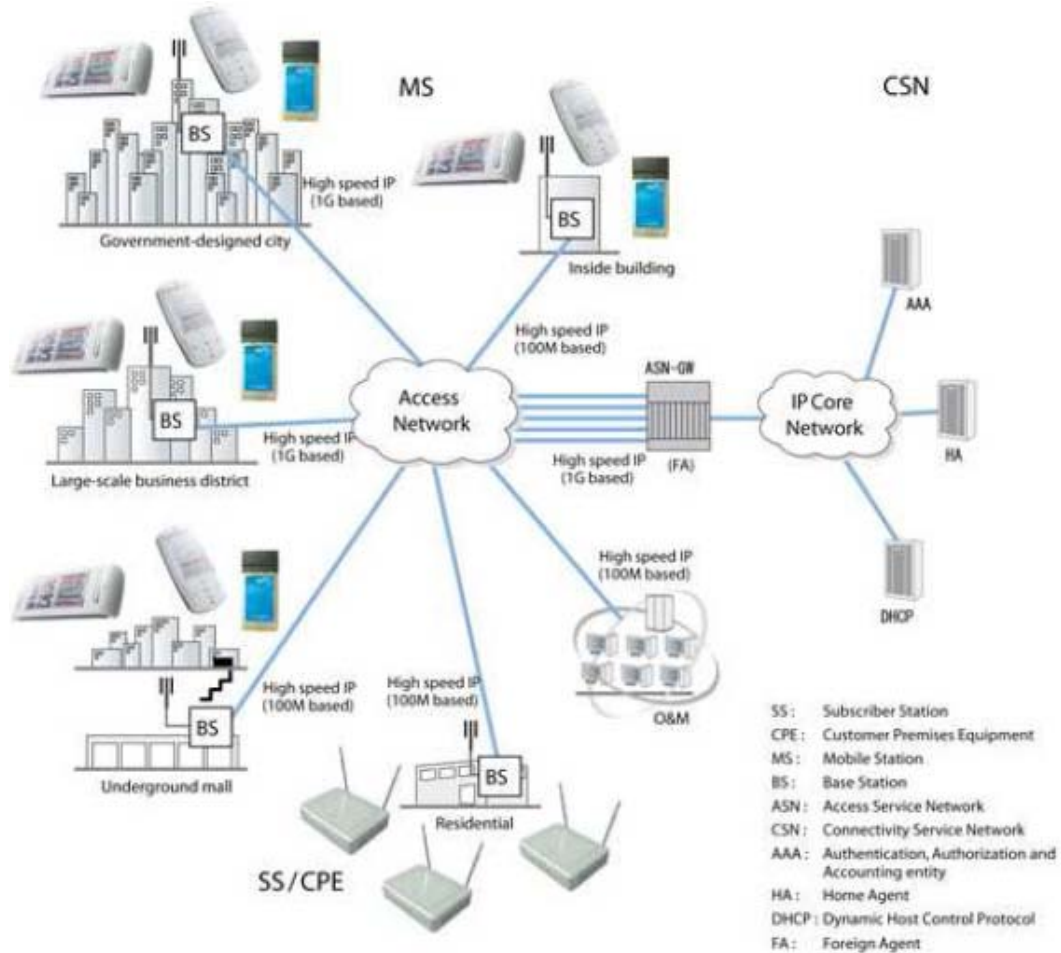 MS
CSN
BS
High speed IP
(1G based)
Government-designed city
BS
Inside building
High speed IP
(100M based)
AAA
BS
High speed IP
(1G based)
Large-scale business district
Access
Network
ASN-GW
(FA)
High speed IP
(1G based)
IP Core
Network
HA
High speed IP
(100M based)
O&M
DHCP
BS
High speed IP
(100M based)
Underground mall
High speed IP
(100M based)
BS
Residential
SS / CPE
SS : Subscriber Station
CPE : Customer Premises Equipment
MS : Mobile Station
BS : Base Station
ASN : Access Service Network
CSN : Connectivity Service Network
AAA : Authentication, Authorization and
Accounting entity
HA : Home Agent
DHCP : Dynamic Host Control Protocol
FA : Foreign Agent